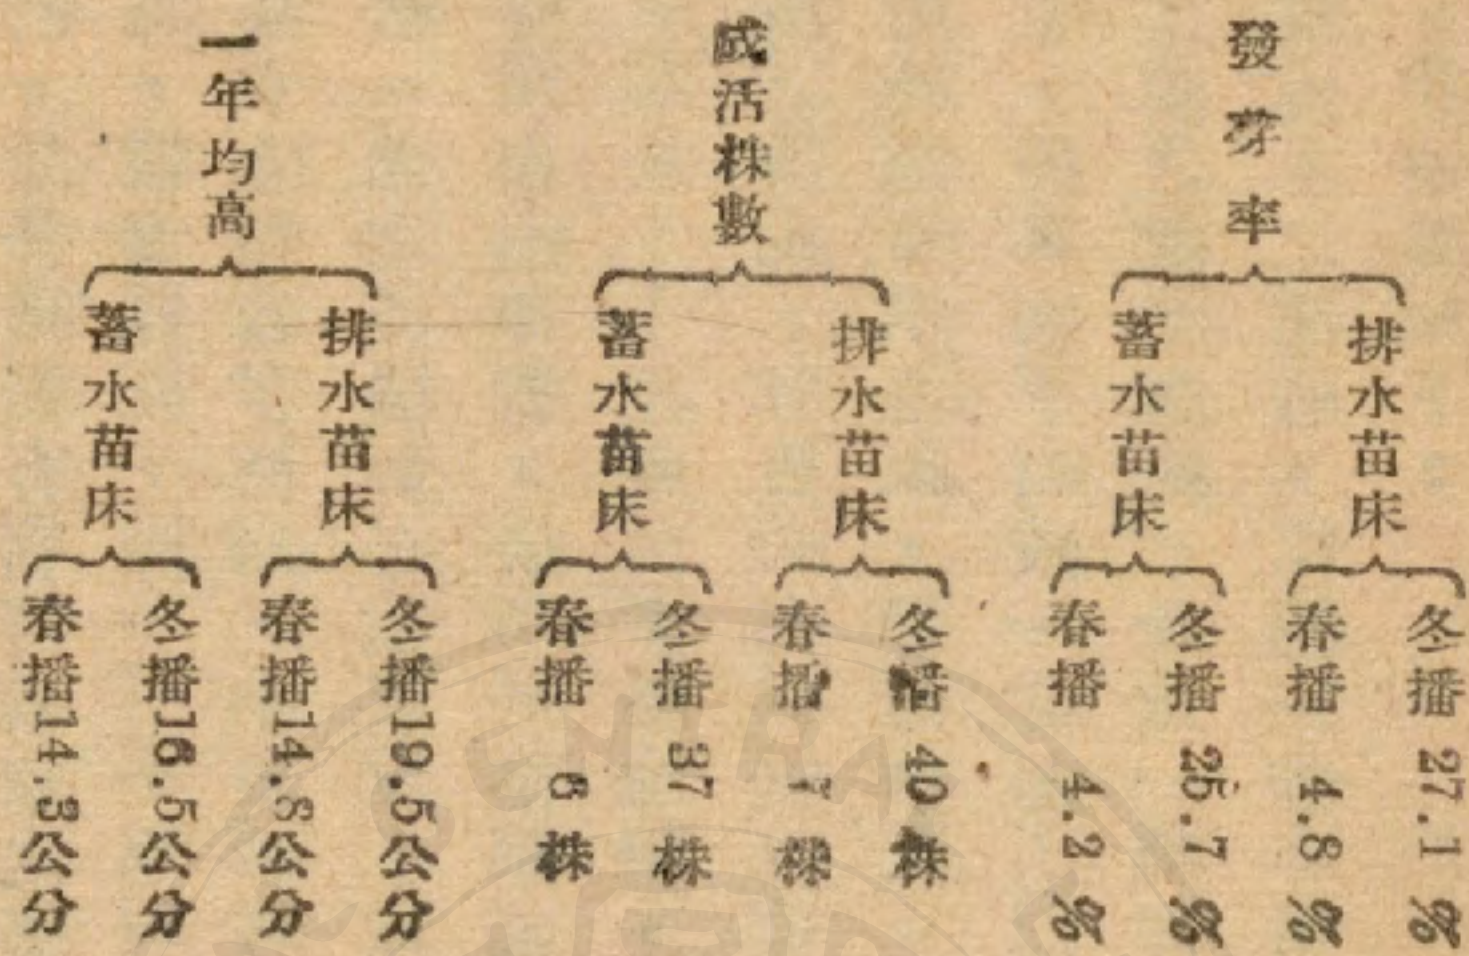 發芽率
排水苗床
冬播 27.1 %
春播 4.8 %
蓄水苗床
冬播 25.7 %
春播 4.2 %
成活株數
排水苗床
冬播 40 株
春播 7 株
蓄水苗床
冬播 37 株
春播 6 株
一年均高
排水苗床
冬播19.5公分
春播14.8公分
蓄水苗床
冬播16.5公分
春播14.3公分